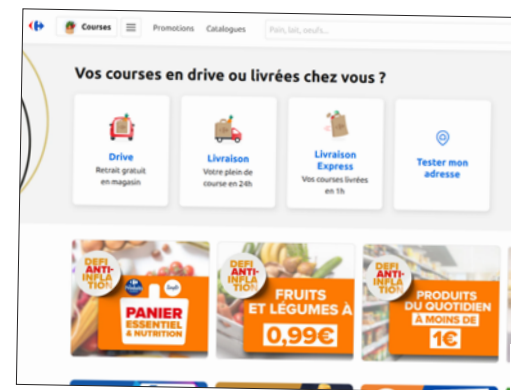 Courses
Promotions
Catalogues
Pain, lait, oeufs...
Vos courses en drive ou livrées chez vous ?
Drive
Retrait gratuit
en magasin
Livraison
Votre plein de
course en 24h
Livraison
Express
Vos courses livrées
en 1h
Tester mon
adresse
DEFI
ANTI-
INFLA
TION
PANIER
ESSENTIEL
& NUTRITION
DEFI
ANTI-
INFLA
TION
FRUITS
ET LÉGUMES À
0,99€
DEFI
ANTI-
INFLA
TION
PRODUITS
DU QUOTIDIEN
À MOINS DE
1€